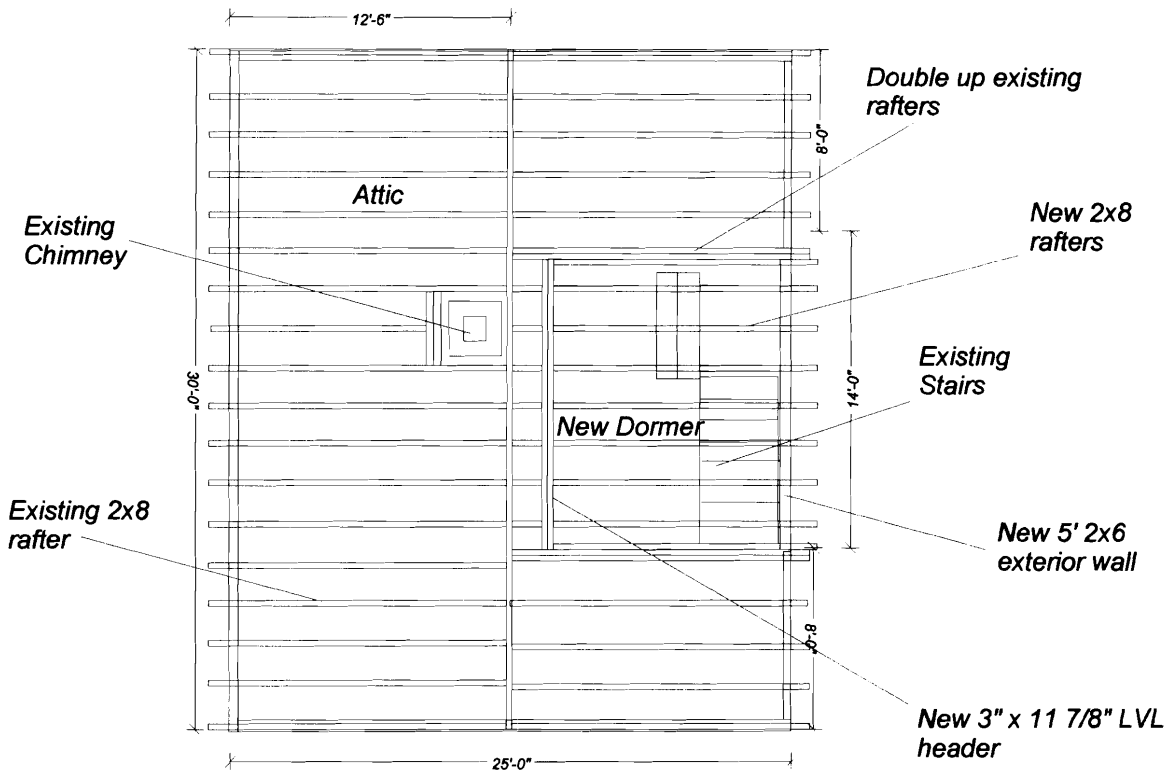 12'-6"
Double up existing
rafters
8'-0"
Attic
New 2x8
rafters
Existing
Chimney
Existing
Stairs
30'-0"
14'-0"
New Dormer
Existing 2x8
rafter
New 5' 2x6
exterior wall
8'-0"
New 3" x 11 7/8" LVL
header
25'-0"